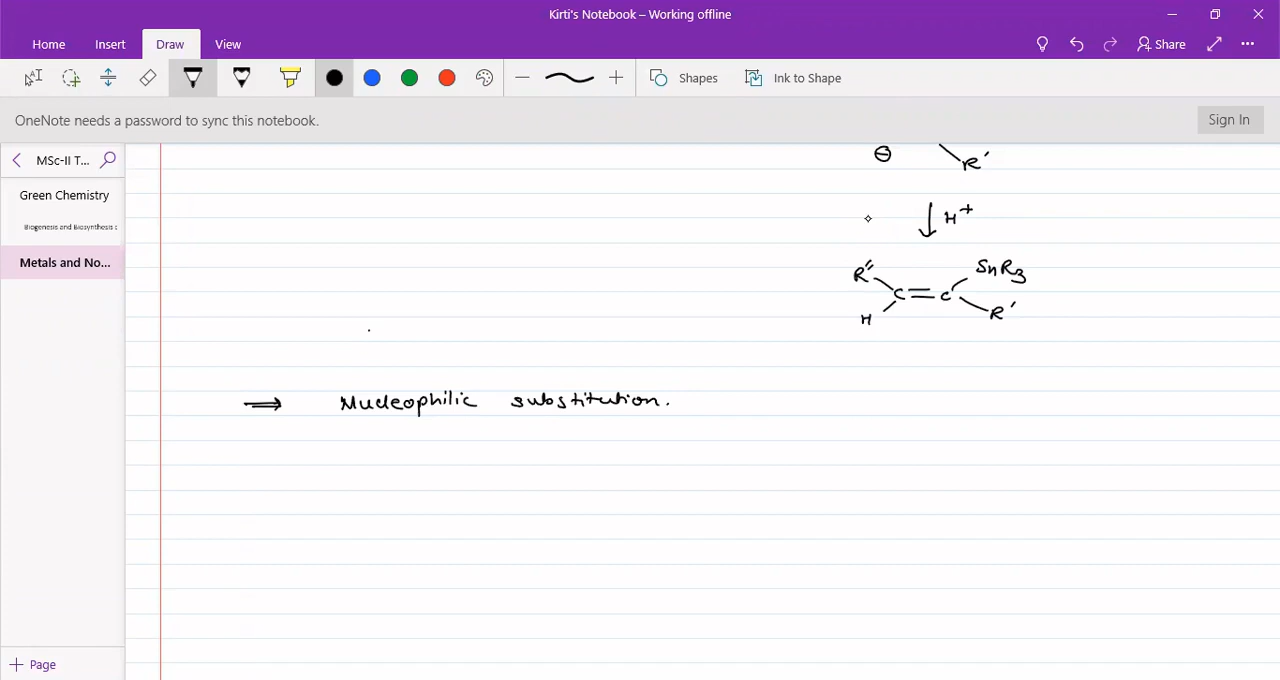 Kirti's Notebook – Working offline
Home Insert Draw View Share
Shapes Ink to Shape
OneNote needs a password to sync this notebook. Sign In
MSc-II T...
Green Chemistry
Biogenesis and Biosynthesis
Metals and No...
⊖ R′
↓ H+
R″ SnR3
C=C
H R′
⇒ Nucleophilic substitution.
+ Page